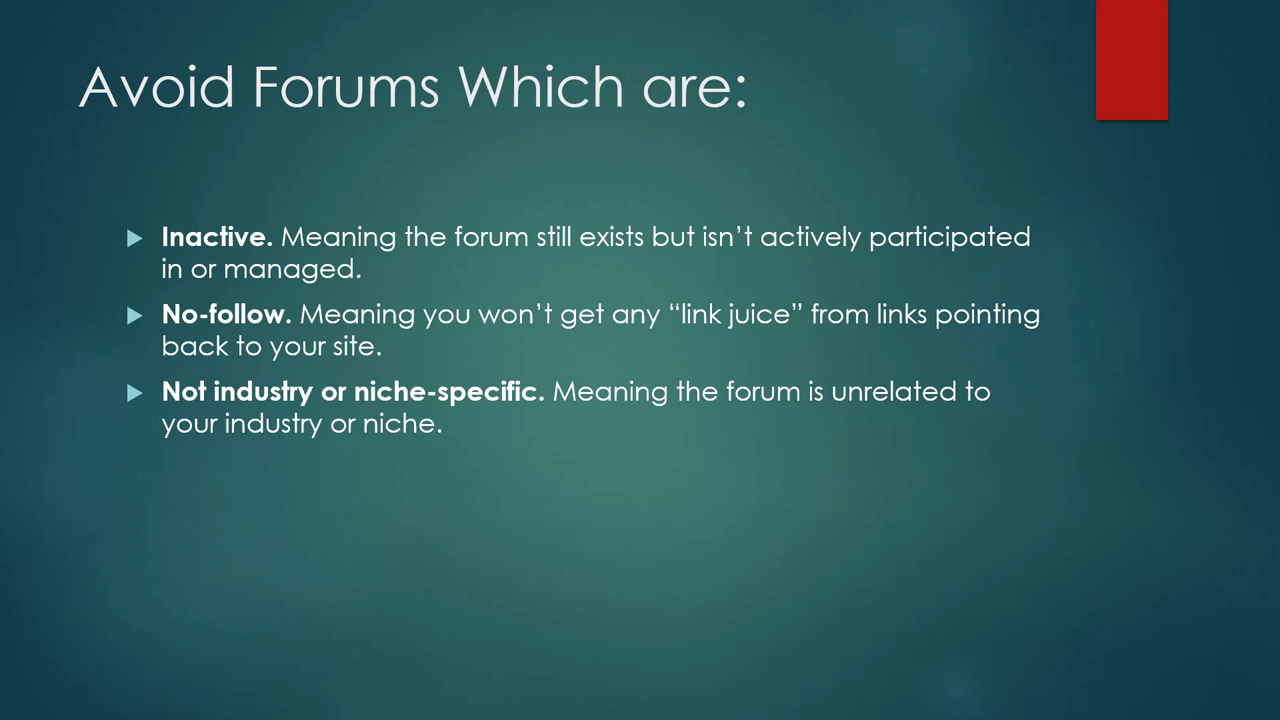 Avoid Forums Which are:
Inactive. Meaning the forum still exists but isn’t actively participated
in or managed.
No-follow. Meaning you won’t get any “link juice” from links pointing
back to your site.
Not industry or niche-specific. Meaning the forum is unrelated to
your industry or niche.